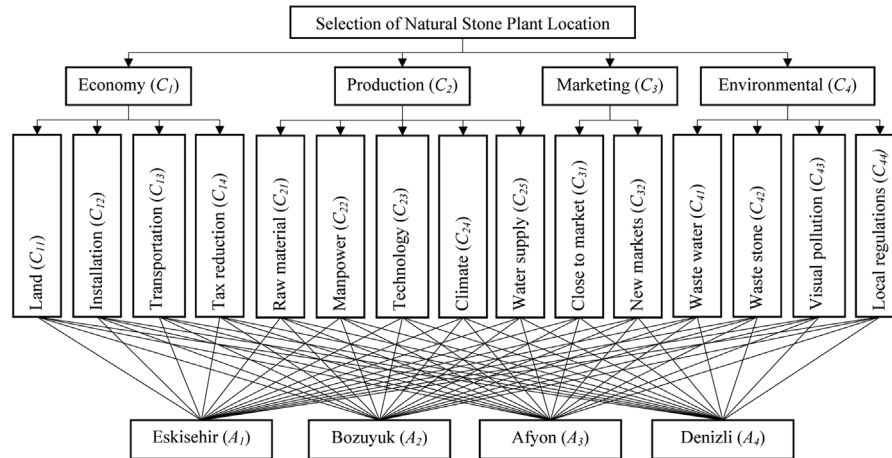 Selection of Natural Stone Plant Location
Economy (C₁)
Production (C₂)
Marketing (C₃)
Environmental (C₄)
Land (C₁₁)
Installation (C₁₂)
Transportation (C₁₃)
Tax reduction (C₁₄)
Raw material (C₂₁)
Manpower (C₂₂)
Technology (C₂₃)
Climate (C₂₄)
Water supply (C₂₅)
Close to market (C₃₁)
New markets (C₃₂)
Waste water (C₄₁)
Waste stone (C₄₂)
Visual pollution (C₄₃)
Local regulations (C₄₄)
Eskisehir (A₁)
Bozuyuk (A₂)
Afyon (A₃)
Denizli (A₄)